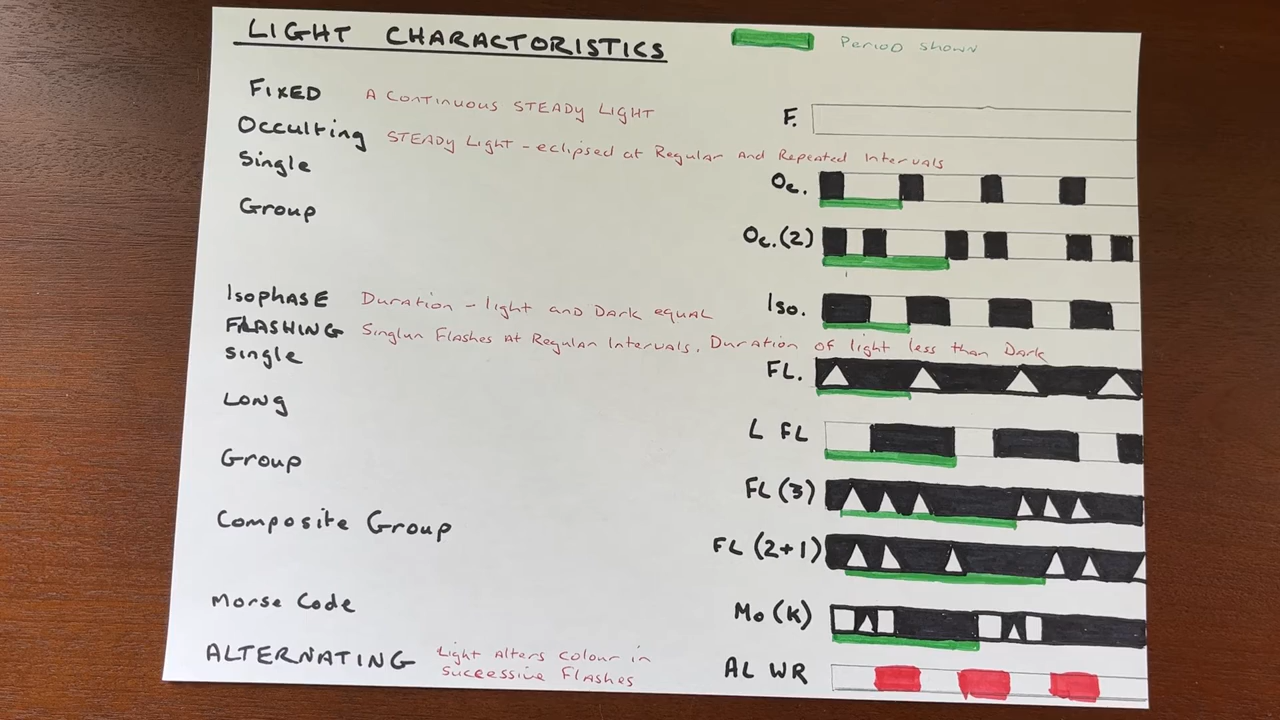 LIGHT CHARACTORISTICS
Period shown
FIXED A Continuous STEADY LIGHT F.
Occulting STEADY Light - eclipsed at Regular and Repeated Intervals
Single Oc.
Group Oc.(2)
ISOPHASE Duration - light and Dark equal Iso.
FLASHING Singlun Flashes at Regular Intervals. Duration of light less than Dark
single FL.
LONG L FL
Group FL (3)
Composite Group FL (2+1)
Morse Code Mo (K)
ALTERNATING Light Alters colour in AL WR
Successive Flashes